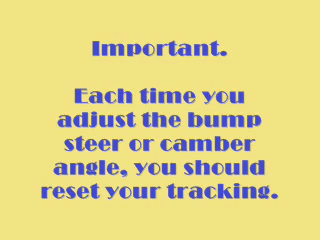 Important.
Each time you
adjust the bump
steer or camber
angle, you should
reset your tracking.